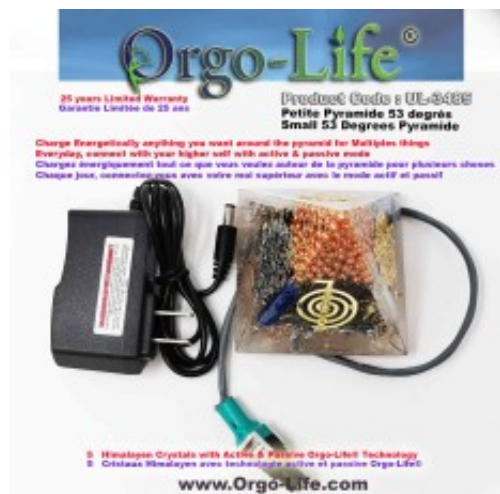 Orgo-Life®
25 years Limited Warranty
Garantie Limitée de 25 ans
Product Code : UL-3485
Petite Pyramide 53 degrés
Small 53 Degrees Pyramide
Charge Energetically anything you want around the pyramid for Multiples things
Everyday, connect with your higher self with active & passive mode
Chargez énergiquement tout ce que vous voulez autour de la pyramide pour plusieurs choses
Chaque jour, connectez vous avec votre moi supérieur avec le mode actif et passif
5 Himalayen Crystals with Active & Passive Orgo-Life® Technology
5 Cristaux Himalayen avec technologie active et passive Orgo-Life®
www.Orgo-Life.com